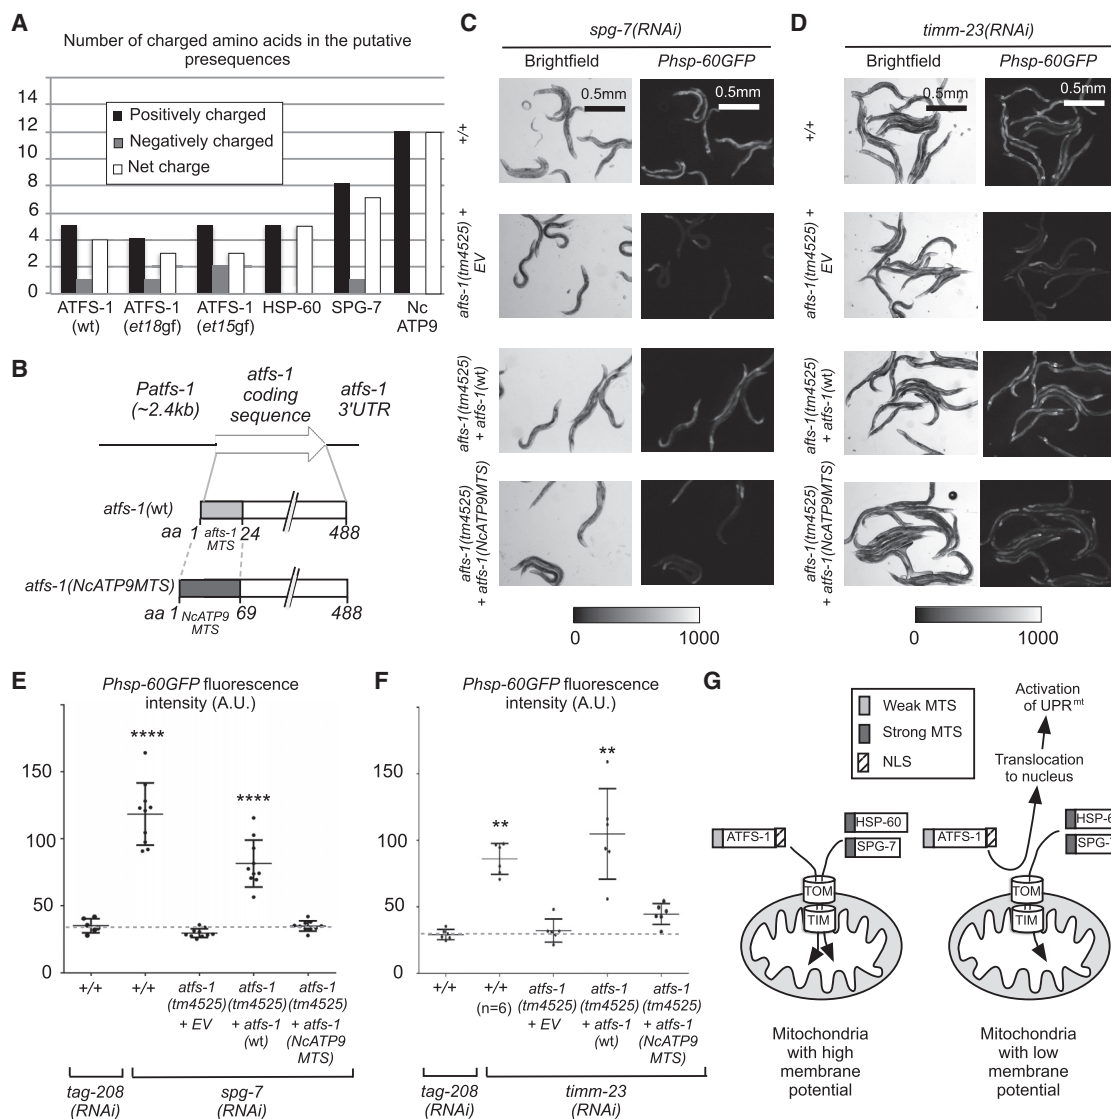 A
Number of charged amino acids in the putative
presequences
14
12
10
8
6
4
2
0
Positively charged
Negatively charged
Net charge
ATFS-1
(wt)
ATFS-1
(et18gf)
ATFS-1
(et15gf)
HSP-60
SPG-7
Nc
ATP9
B
Patfs-1
(~2.4kb)
atfs-1
coding
sequence
atfs-1
3'UTR
atfs-1(wt)
aa 1 afts-1 24 488
MTS
atfs-1(NcATP9MTS)
aa 1 NcATP9 69 488
MTS
C
spg-7(RNAi)
Brightfield
Phsp-60GFP
0.5mm
0.5mm
+/+
afts-1(tm4525) +
EV
afts-1(tm4525)
+ atfs-1(wt)
afts-1(tm4525)
+ afts-1(NcATP9MTS)
0
1000
D
timm-23(RNAi)
Brightfield
Phsp-60GFP
0.5mm
0.5mm
+/+
afts-1(tm4525) +
EV
afts-1(tm4525)
+ atfs-1(wt)
afts-1(tm4525)
+ afts-1(NcATP9MTS)
0
1000
E
Phsp-60GFP fluorescence
intensity (A.U.)
150
100
50
0
****
****
+/+
+/+
atfs-1
(tm4525)
+ EV
atfs-1
(tm4525)
+ atfs-1
(wt)
atfs-1
(tm4525)
+ atfs-1
(NcATP9
MTS)
tag-208
(RNAi)
spg-7
(RNAi)
F
Phsp-60GFP fluorescence
intensity (A.U.)
150
100
50
0
**
**
+/+
+/+
(n=6)
atfs-1
(tm4525)
+ EV
atfs-1
(tm4525)
+ atfs-1
(wt)
atfs-1
(tm4525)
+ atfs-1
(NcATP9
MTS)
tag-208
(RNAi)
timm-23
(RNAi)
G
Weak MTS
Strong MTS
NLS
Activation
of UPRmt
Translocation
to nucleus
ATFS-1
HSP-60
SPG-7
TOM
TIM
Mitochondria
with high
membrane
potential
ATFS-1
HSP-6
SPG-
TOM
TIM
Mitochondria
with low
membrane
potential